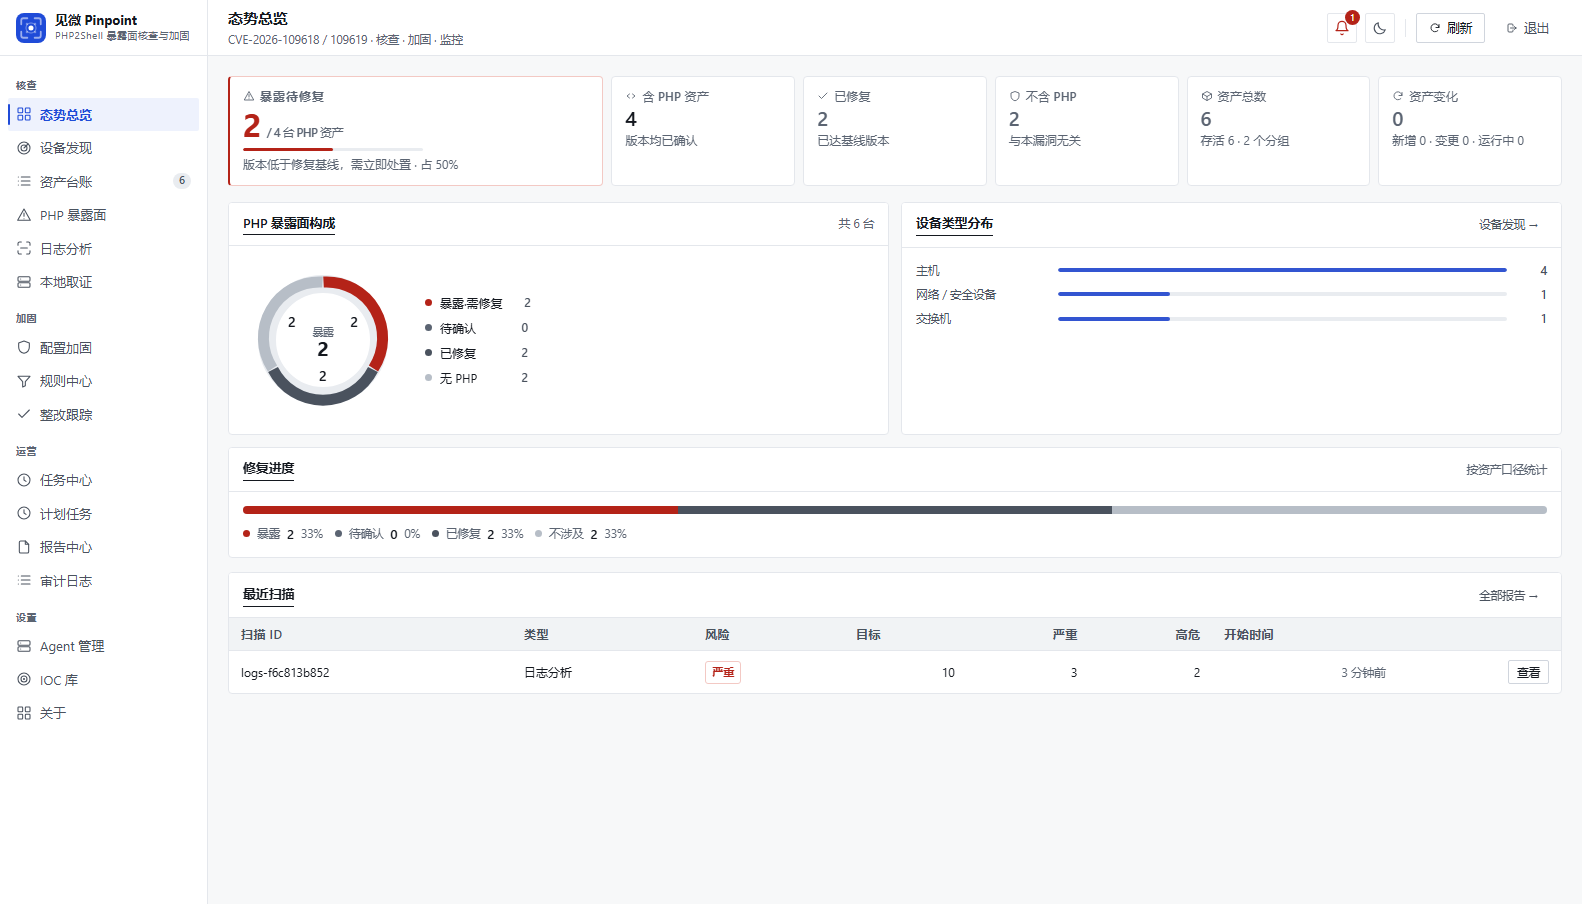 见微 Pinpoint
PHP2Shell 暴露面核查与加固
核查
态势总览
设备发现
资产台账 6
PHP 暴露面
日志分析
本地取证
加固
配置加固
规则中心
整改跟踪
运营
任务中心
计划任务
报告中心
审计日志
设置
Agent 管理
IOC 库
关于
态势总览
CVE-2026-109618 / 109619 · 核查 · 加固 · 监控
1
刷新
退出
暴露待修复
2 / 4 台 PHP 资产
版本低于修复基线，需立即处置 · 占 50%
含 PHP 资产
4
版本均已确认
已修复
2
已达基线版本
不含 PHP
2
与本漏洞无关
资产总数
6
存活 6 · 2 个分组
资产变化
0
新增 0 · 变更 0 · 运行中 0
PHP 暴露面构成
共 6 台
2
暴露
2
2
2
暴露·需修复 2
待确认 0
已修复 2
无 PHP 2
设备类型分布
设备发现 →
主机 4
网络 / 安全设备 1
交换机 1
修复进度
按资产口径统计
暴露 2 33% 待确认 0 0% 已修复 2 33% 不涉及 2 33%
最近扫描
全部报告 →
扫描 ID 类型 风险 目标 严重 高危 开始时间
logs-f6c813b852 日志分析 严重 10 3 2 3 分钟前 查看